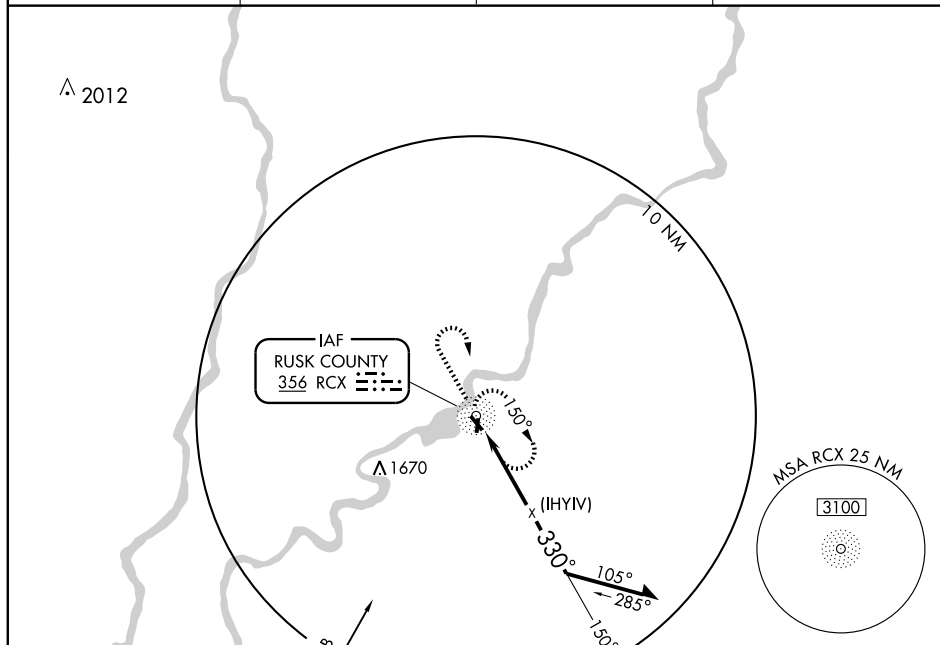 2012
10 NM
IAF
RUSK COUNTY
356 RCX
150°
1670
MSA RCX 25 NM
3100
(IHYIV)
330°
105°
285°
150°